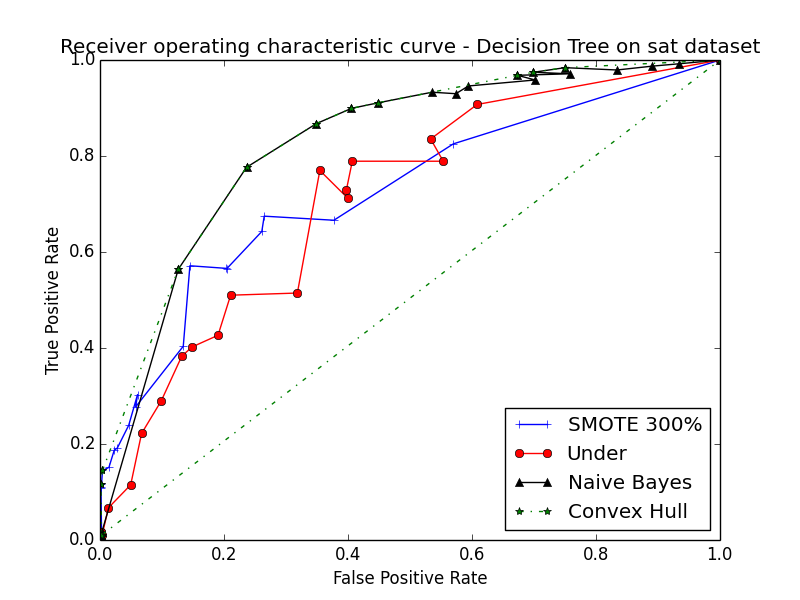 Receiver operating characteristic curve - Decision Tree on sat dataset
1.0
0.8
0.6
0.4
0.2
0.0
True Positive Rate
0.0 0.2 0.4 0.6 0.8 1.0
False Positive Rate
SMOTE 300%
Under
Naive Bayes
Convex Hull